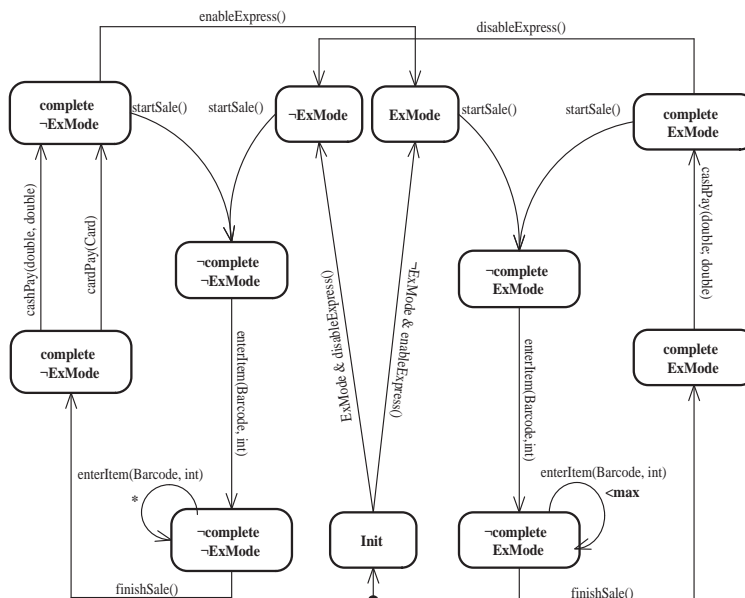 enableExpress()
disableExpress()
complete
¬ExMode
startSale()
startSale()
¬ExMode
ExMode
startSale()
startSale()
complete
ExMode
cashPay(double, double)
cardPay(Card)
cashPay(double; double)
¬complete
¬ExMode
¬complete
ExMode
ExMode & disableExpress()
¬ExMode & enableExpress()
complete
¬ExMode
enterItem(Barcode, int)
enterItem(Barcode,int)
complete
ExMode
enterItem(Barcode, int)
*
enterItem(Barcode, int)
<max
¬complete
¬ExMode
Init
¬complete
ExMode
finishSale()
finishSale()